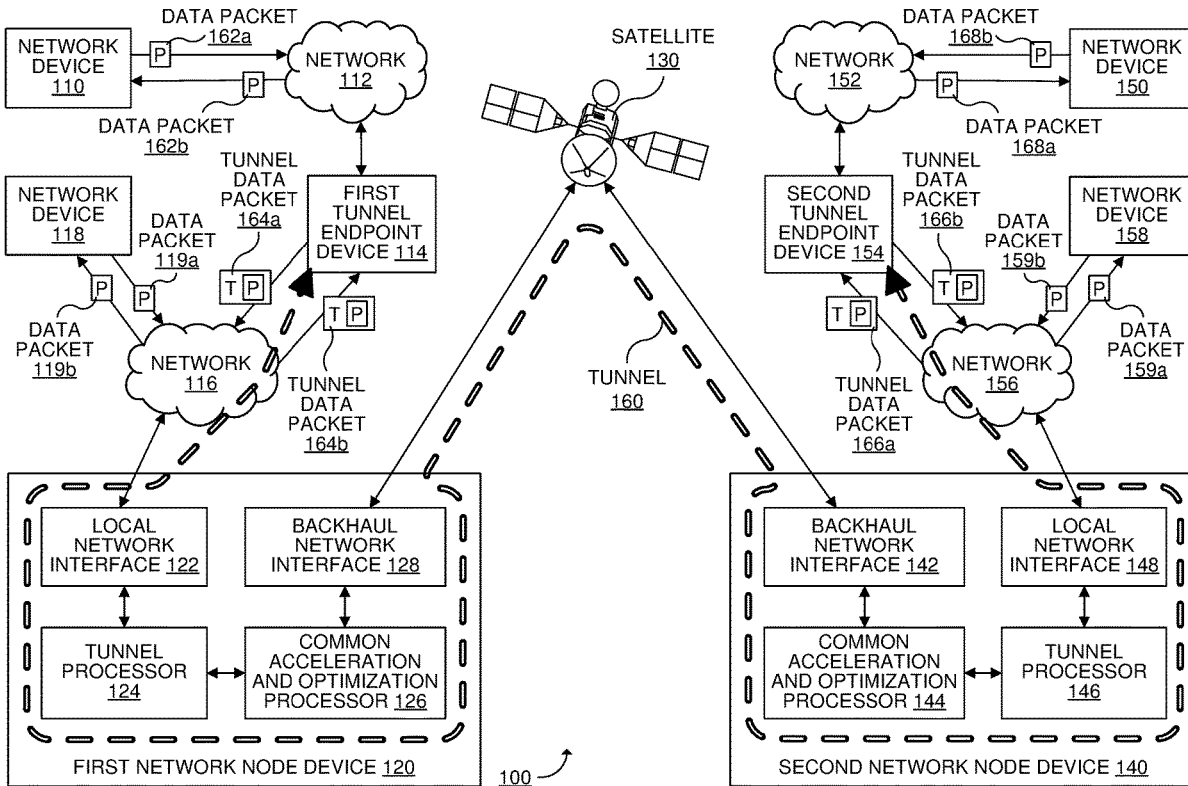 DATA PACKET
162a
NETWORK
DEVICE
110
P
P
DATA PACKET
162b
NETWORK
112
SATELLITE
130
NETWORK
152
DATA PACKET
168b
P
P
DATA PACKET
168a
NETWORK
DEVICE
150
NETWORK
DEVICE
118
DATA
PACKET
119a
P
P
DATA
PACKET
119b
TUNNEL
DATA
PACKET
164a
T P
FIRST
TUNNEL
ENDPOINT
DEVICE 114
T P
TUNNEL
DATA
PACKET
164b
NETWORK
116
TUNNEL
160
SECOND
TUNNEL
ENDPOINT
DEVICE 154
TUNNEL
DATA
PACKET
166b
T P
T P
TUNNEL
DATA
PACKET
166a
DATA
PACKET
159b
P
P
NETWORK
DEVICE
158
DATA
PACKET
159a
NETWORK
156
LOCAL
NETWORK
INTERFACE 122
BACKHAUL
NETWORK
INTERFACE 128
TUNNEL
PROCESSOR
124
COMMON
ACCELERATION
AND OPTIMIZATION
PROCESSOR 126
FIRST NETWORK NODE DEVICE 120
100
BACKHAUL
NETWORK
INTERFACE 142
LOCAL
NETWORK
INTERFACE 148
COMMON
ACCELERATION
AND OPTIMIZATION
PROCESSOR 144
TUNNEL
PROCESSOR
146
SECOND NETWORK NODE DEVICE 140